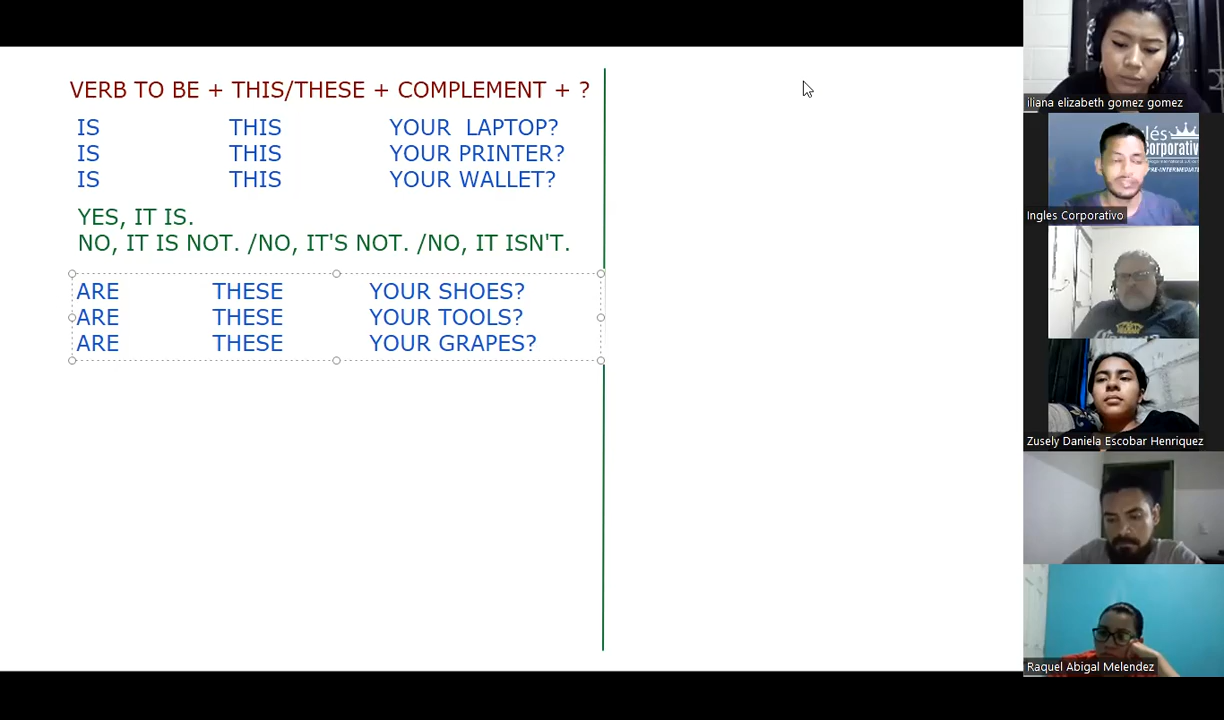 VERB TO BE + THIS/THESE + COMPLEMENT + ?
IS THIS YOUR LAPTOP?
IS THIS YOUR PRINTER?
IS THIS YOUR WALLET?
YES, IT IS.
NO, IT IS NOT. /NO, IT'S NOT. /NO, IT ISN'T.
ARE THESE YOUR SHOES?
ARE THESE YOUR TOOLS?
ARE THESE YOUR GRAPES?
iliana elizabeth gomez gomez
PRE-INTERMEDIATE
Ingles Corporativo
Zusely Daniela Escobar Henriquez
Raquel Abigal Melendez